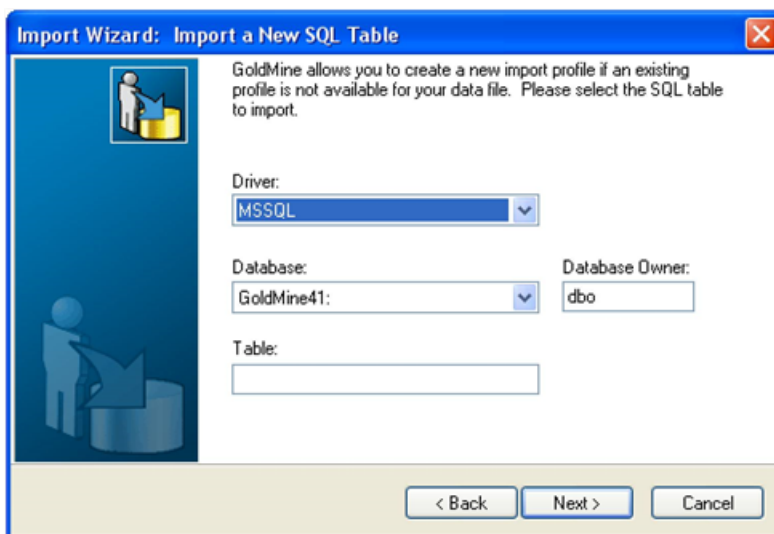 Import Wizard: Import a New SQL Table
GoldMine allows you to create a new import profile if an existing
profile is not available for your data file. Please select the SQL table
to import.
Driver:
MSSQL
Database:
Database Owner:
GoldMine41:
dbo
Table:
< Back
Next >
Cancel